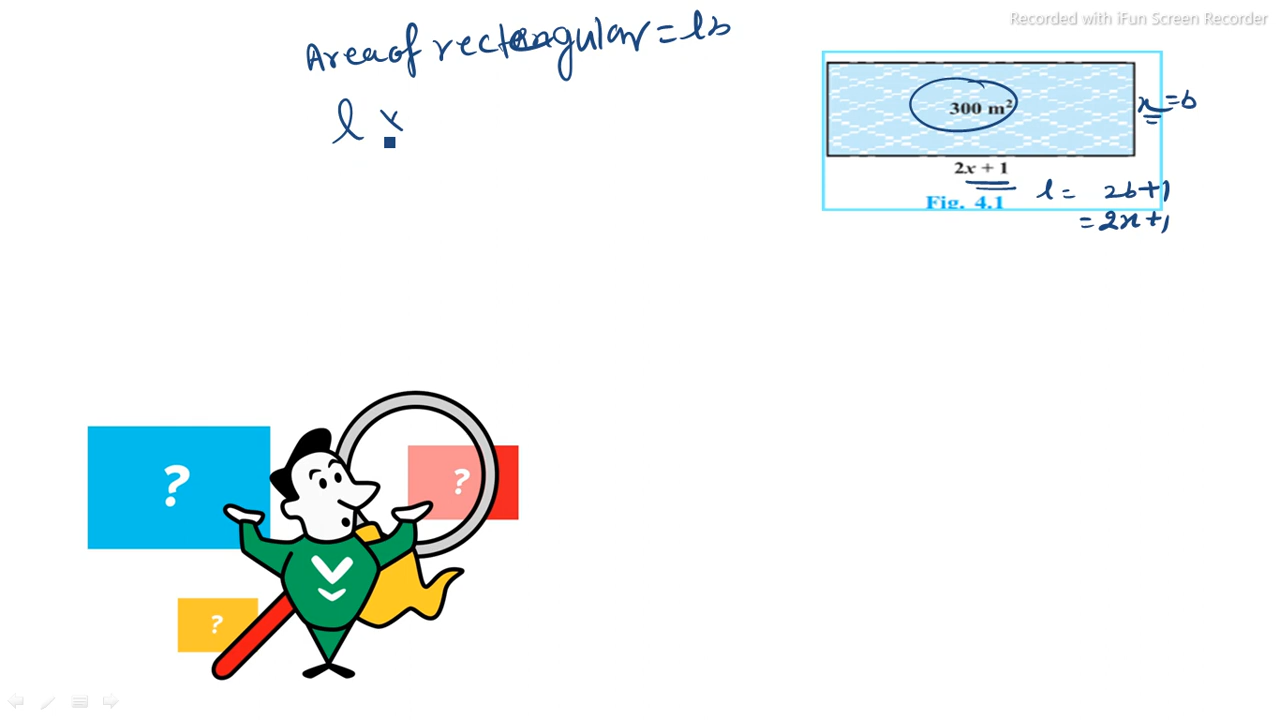 Recorded with iFun Screen Recorder
Area of rectangular = lb
l ×
300 m²
x = b
2x + 1
l = 2b+1
= 2x+1
Fig. 4.1
?
?
?